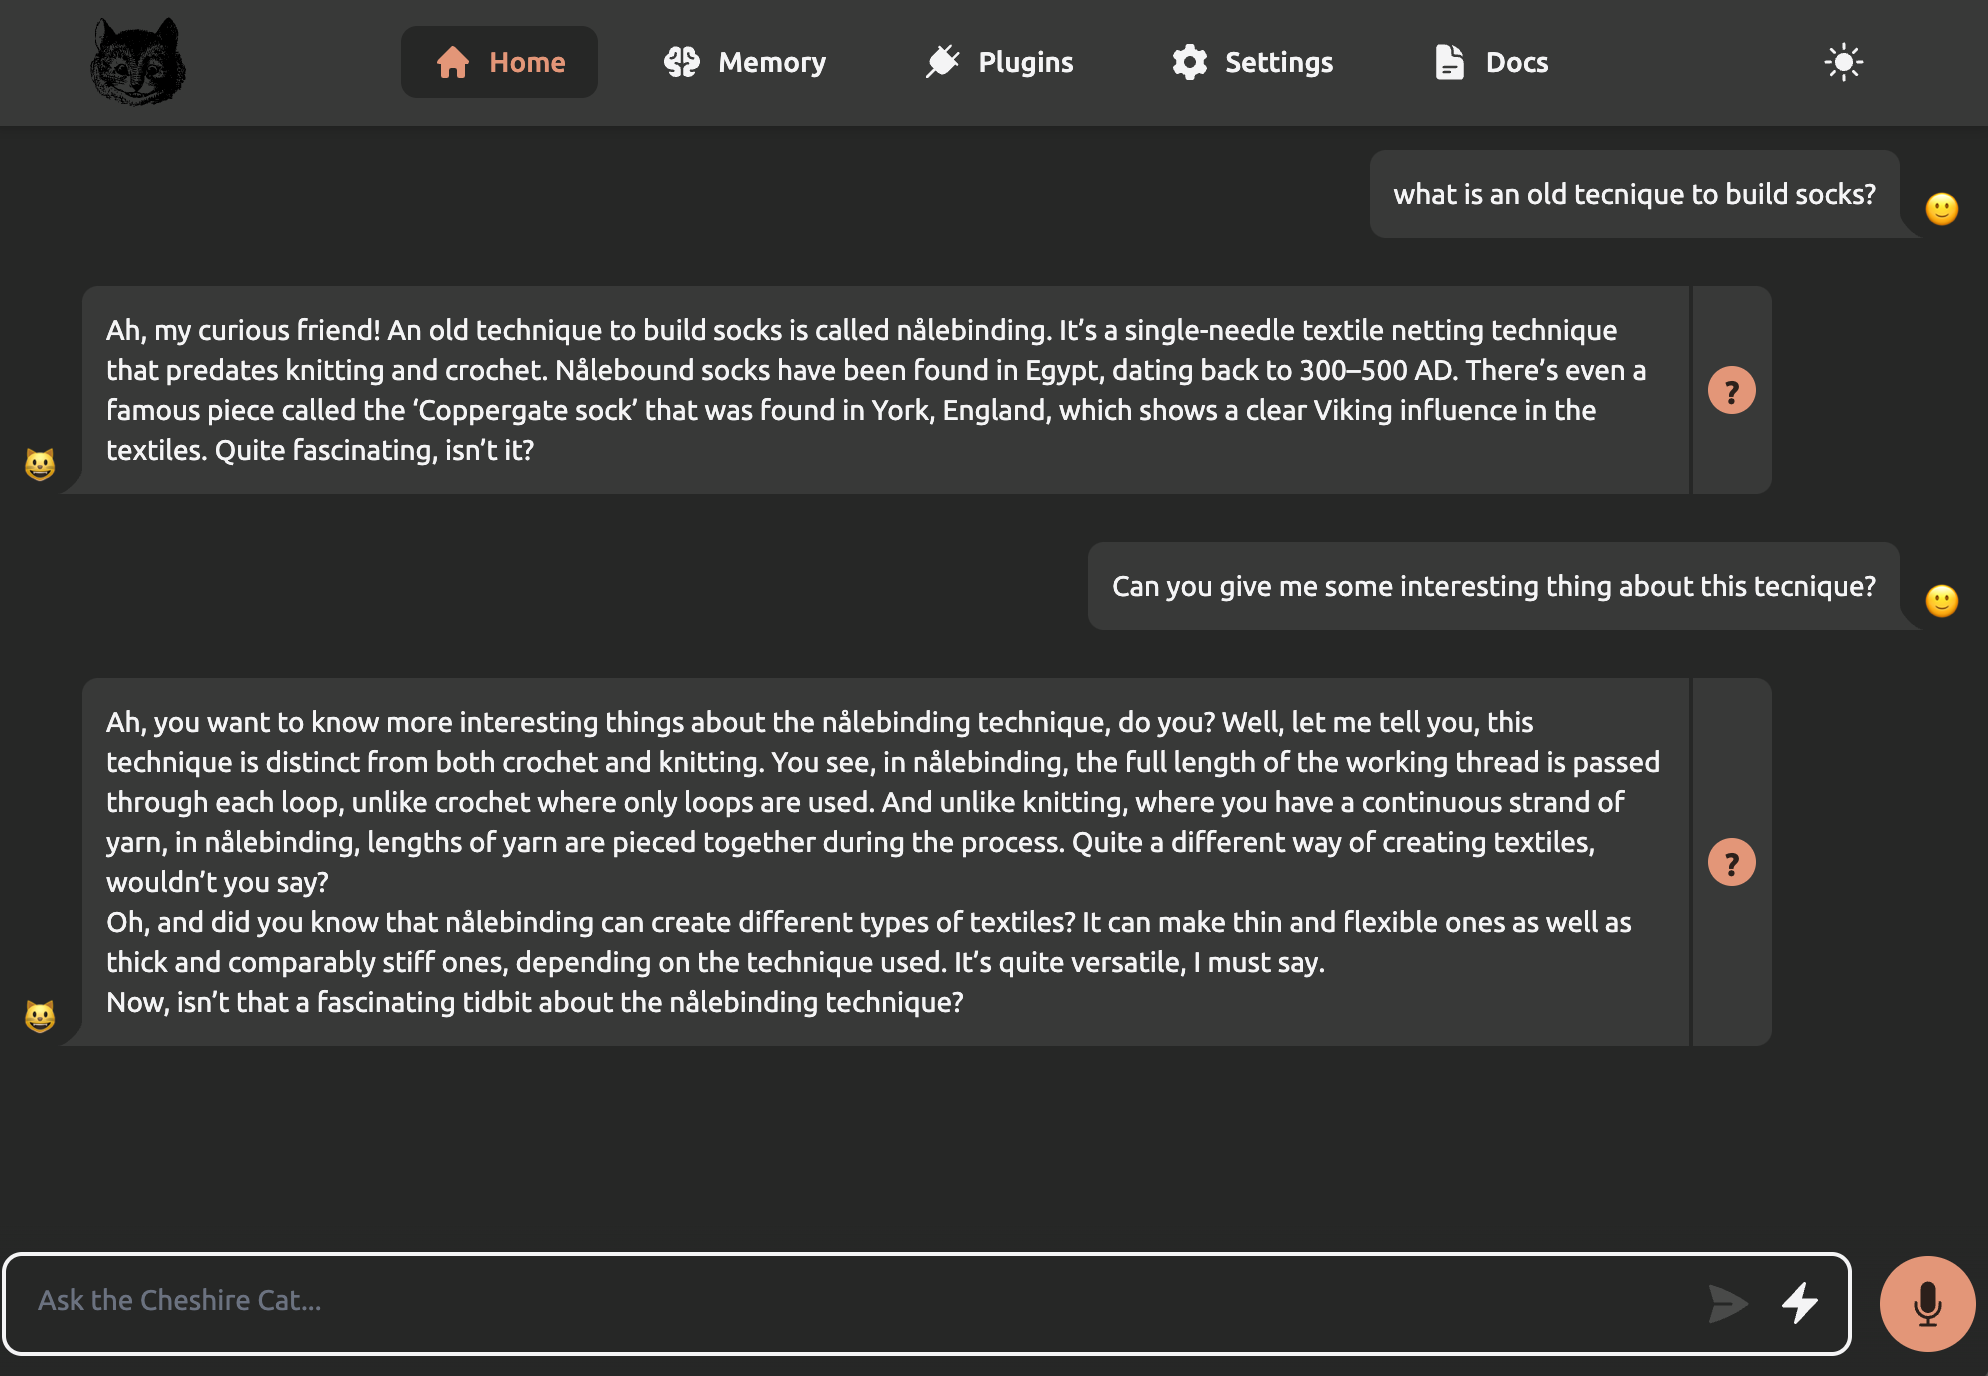 Home
Memory
Plugins
Settings
Docs
what is an old tecnique to build socks?
Ah, my curious friend! An old technique to build socks is called nålebinding. It’s a single-needle textile netting technique
that predates knitting and crochet. Nålebound socks have been found in Egypt, dating back to 300–500 AD. There’s even a
famous piece called the ‘Coppergate sock’ that was found in York, England, which shows a clear Viking influence in the
textiles. Quite fascinating, isn’t it?
?
Can you give me some interesting thing about this tecnique?
Ah, you want to know more interesting things about the nålebinding technique, do you? Well, let me tell you, this
technique is distinct from both crochet and knitting. You see, in nålebinding, the full length of the working thread is passed
through each loop, unlike crochet where only loops are used. And unlike knitting, where you have a continuous strand of
yarn, in nålebinding, lengths of yarn are pieced together during the process. Quite a different way of creating textiles,
wouldn’t you say?
Oh, and did you know that nålebinding can create different types of textiles? It can make thin and flexible ones as well as
thick and comparably stiff ones, depending on the technique used. It’s quite versatile, I must say.
Now, isn’t that a fascinating tidbit about the nålebinding technique?
?
Ask the Cheshire Cat...